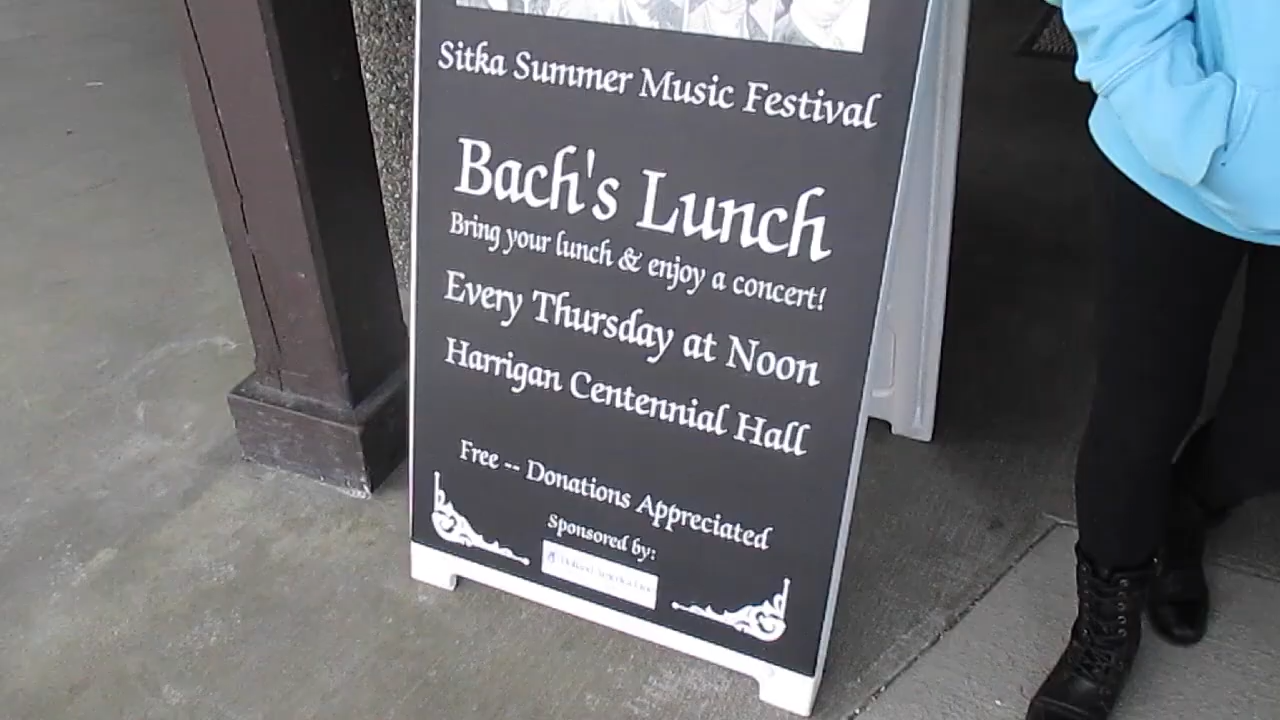 Sitka Summer Music Festival
Bach's Lunch
Bring your lunch & enjoy a concert!
Every Thursday at Noon
Harrigan Centennial Hall
Free -- Donations Appreciated
Sponsored by: